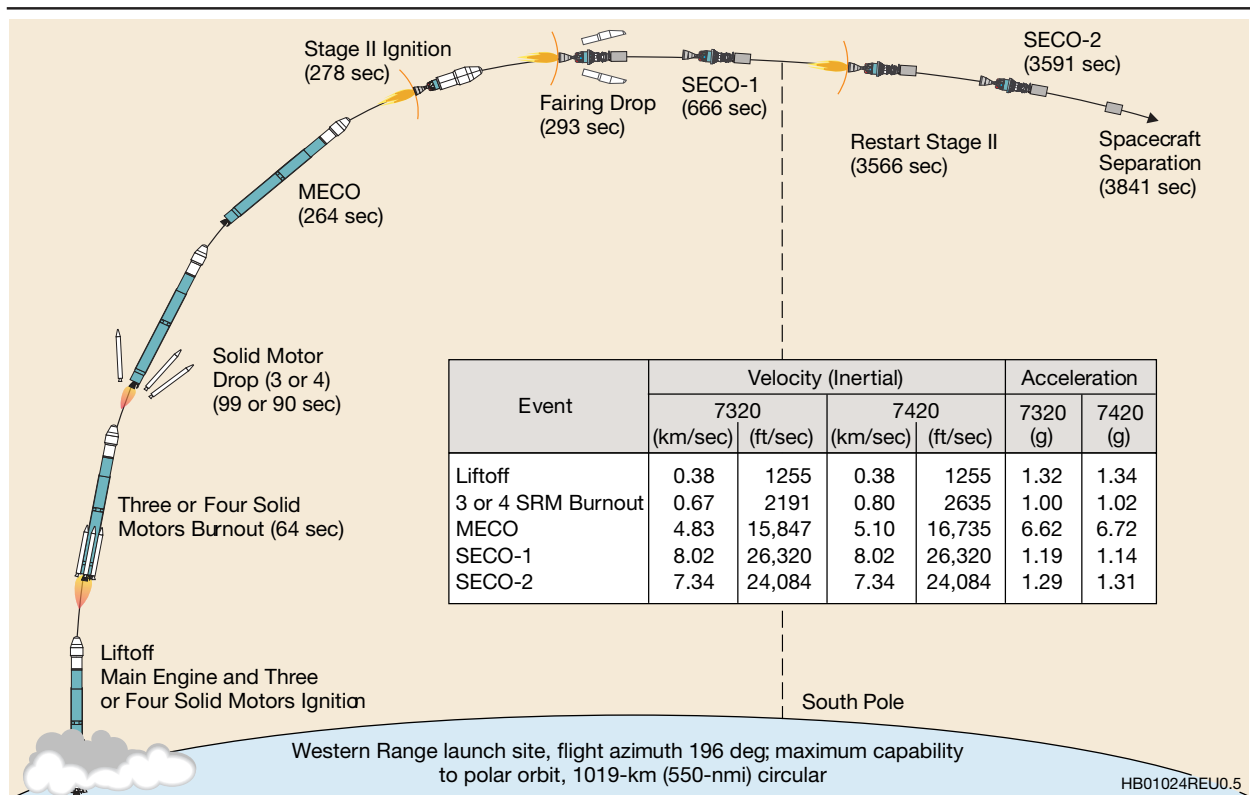 Stage II Ignition
(278 sec)
Fairing Drop
(293 sec)
SECO-1
(666 sec)
SECO-2
(3591 sec)
Restart Stage II
(3566 sec)
Spacecraft
Separation
(3841 sec)
MECO
(264 sec)
Solid Motor
Drop (3 or 4)
(99 or 90 sec)
Three or Four Solid
Motors Burnout (64 sec)
Liftoff
Main Engine and Three
or Four Solid Motors Ignition
Event Velocity (Inertial) Acceleration
7320 7420 7320 7420
(km/sec) (ft/sec) (km/sec) (ft/sec) (g) (g)
Liftoff 0.38 1255 0.38 1255 1.32 1.34
3 or 4 SRM Burnout 0.67 2191 0.80 2635 1.00 1.02
MECO 4.83 15,847 5.10 16,735 6.62 6.72
SECO-1 8.02 26,320 8.02 26,320 1.19 1.14
SECO-2 7.34 24,084 7.34 24,084 1.29 1.31
South Pole
Western Range launch site, flight azimuth 196 deg; maximum capability
to polar orbit, 1019-km (550-nmi) circular
HB01024REU0.5